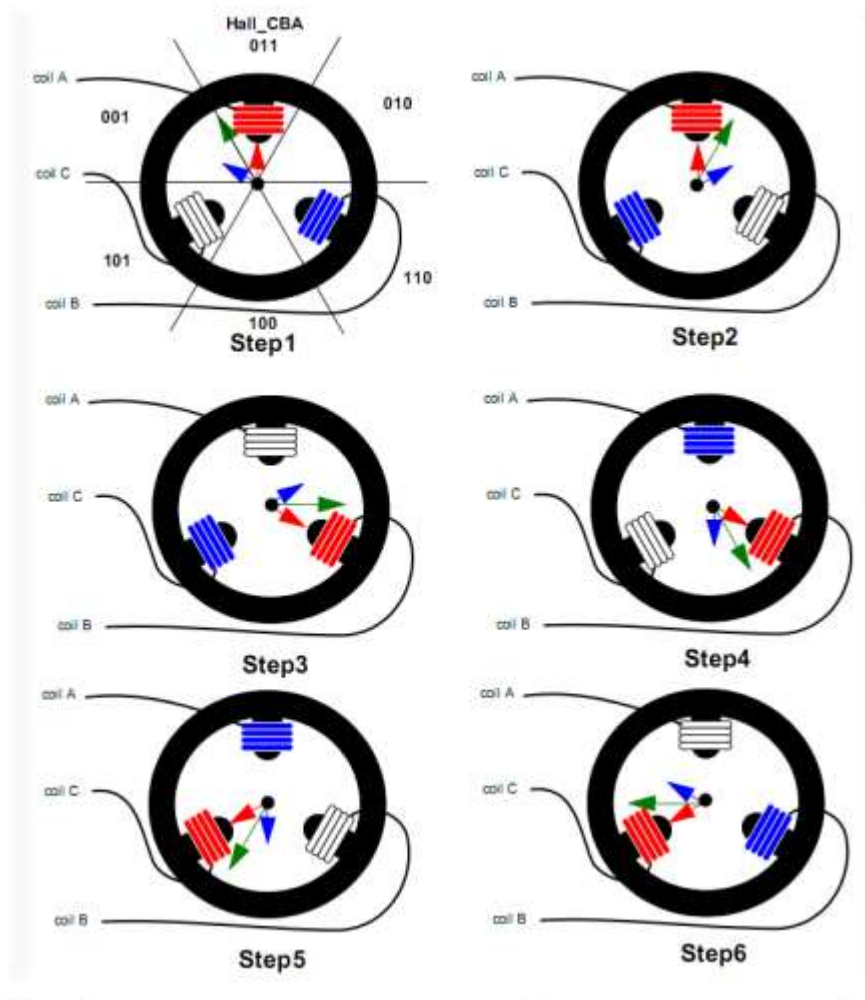 Hall_CBA
011
coil A
001
010
coil C
101
110
coil B
100
Step1
coil A
coil C
coil B
Step2
coil A
coil C
coil B
Step3
coil A
coil C
coil B
Step4
coil A
coil C
coil B
Step5
coil A
coil C
coil B
Step6